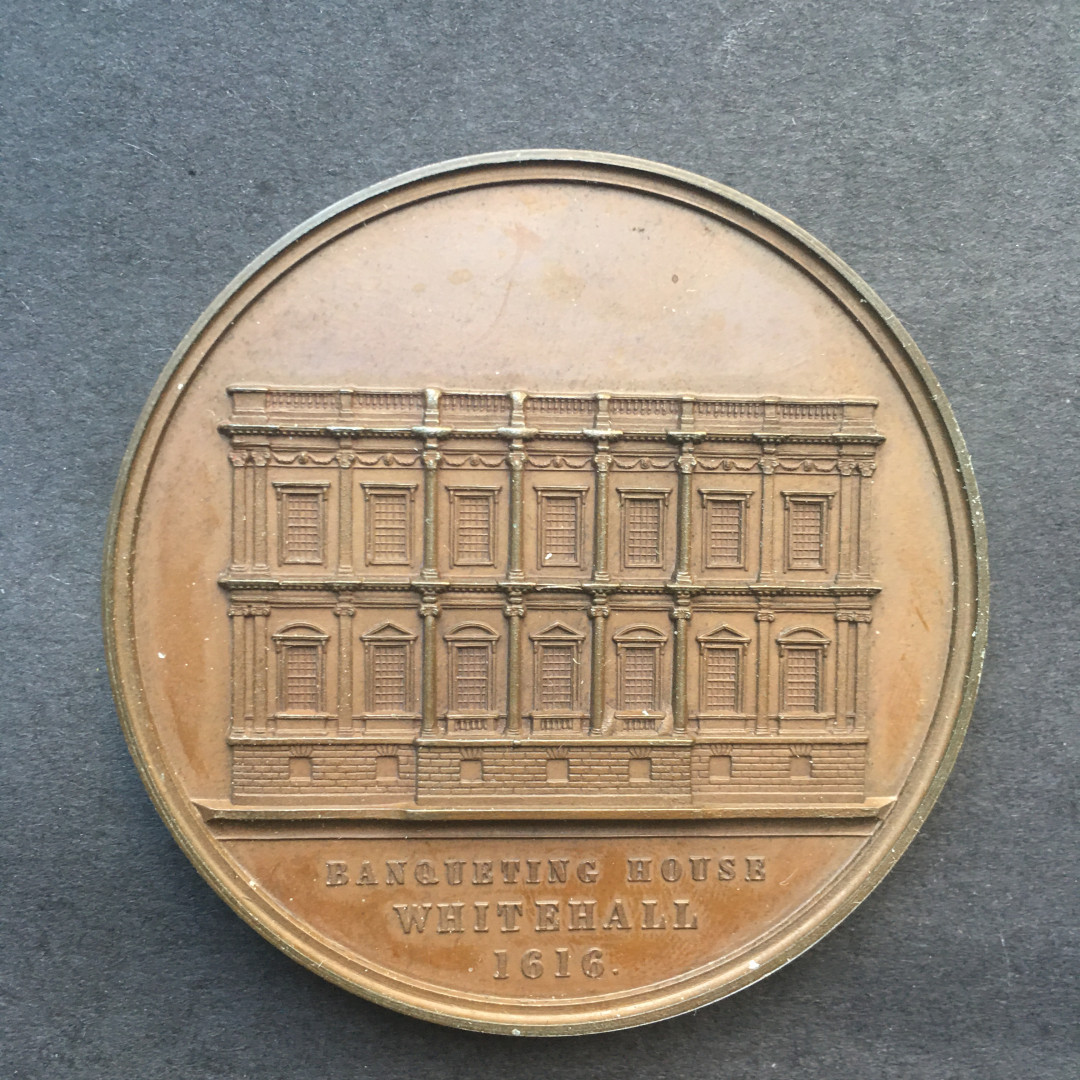 BANQUETING HOUSE
WHITEHALL
1616.